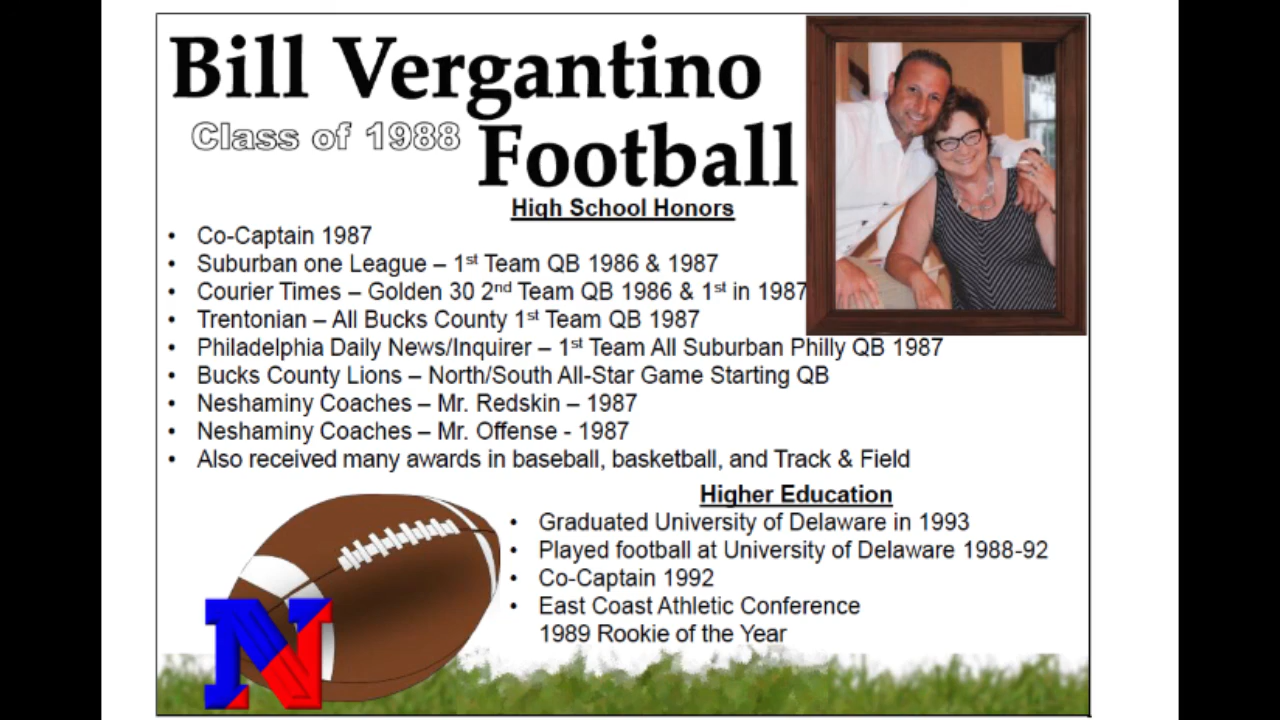 Bill Vergantino
Class of 1988
Football
High School Honors
• Co-Captain 1987
• Suburban one League – 1st Team QB 1986 & 1987
• Courier Times – Golden 30 2nd Team QB 1986 & 1st in 1987
• Trentonian – All Bucks County 1st Team QB 1987
• Philadelphia Daily News/Inquirer – 1st Team All Suburban Philly QB 1987
• Bucks County Lions – North/South All-Star Game Starting QB
• Neshaminy Coaches – Mr. Redskin – 1987
• Neshaminy Coaches – Mr. Offense - 1987
• Also received many awards in baseball, basketball, and Track & Field
Higher Education
• Graduated University of Delaware in 1993
• Played football at University of Delaware 1988-92
• Co-Captain 1992
• East Coast Athletic Conference
1989 Rookie of the Year
N